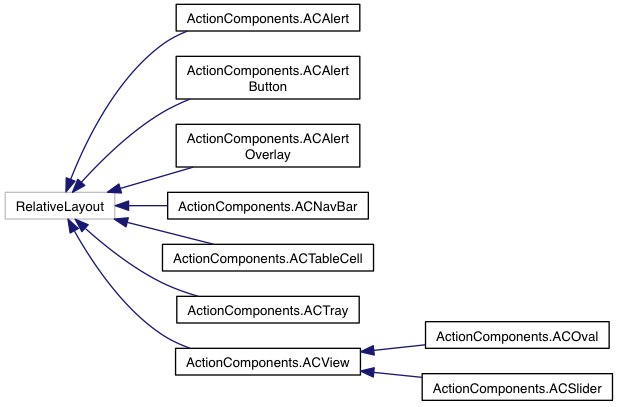 ActionComponents.ACAlert
ActionComponents.ACAlert
Button
ActionComponents.ACAlert
Overlay
RelativeLayout
ActionComponents.ACNavBar
ActionComponents.ACTableCell
ActionComponents.ACTray
ActionComponents.ACView
ActionComponents.ACOval
ActionComponents.ACSlider